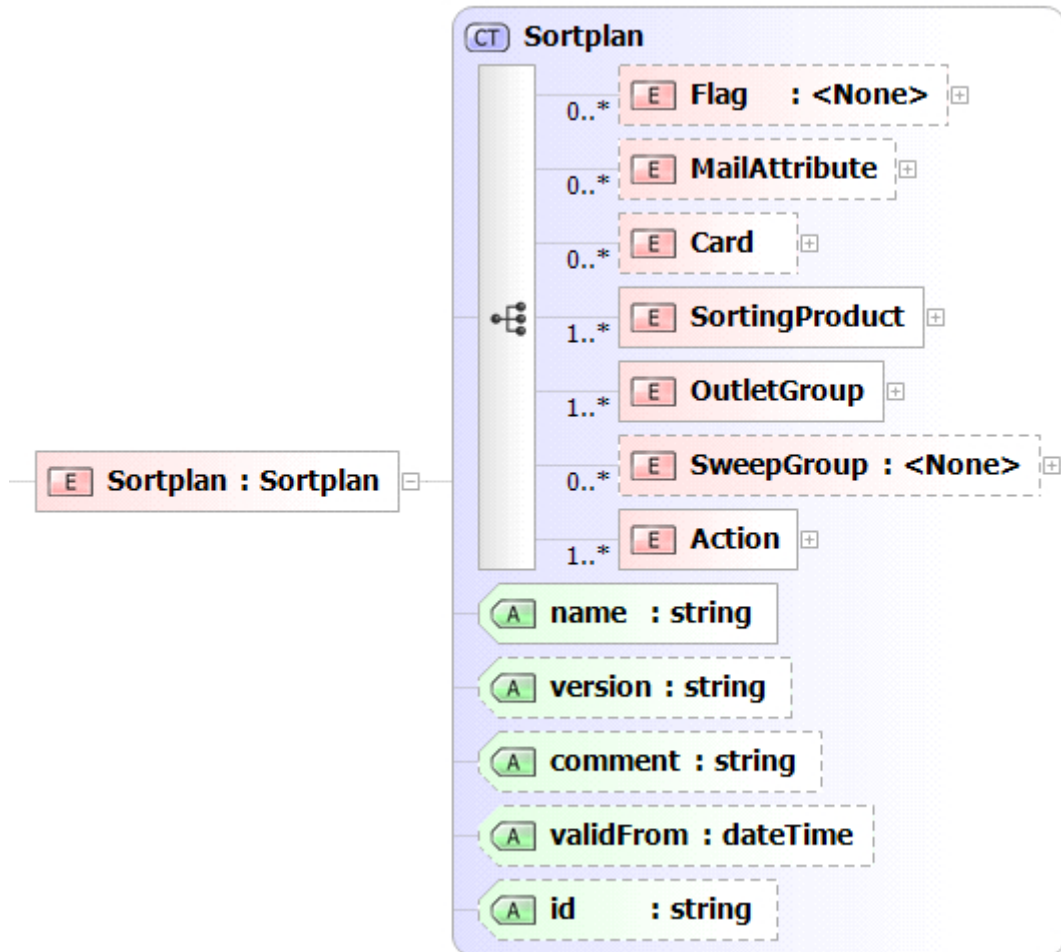 CT Sortplan
0..* E Flag : <None>
0..* E MailAttribute
0..* E Card
1..* E SortingProduct
1..* E OutletGroup
E Sortplan : Sortplan
0..* E SweepGroup : <None>
1..* E Action
A name : string
A version : string
A comment : string
A validFrom : dateTime
A id : string